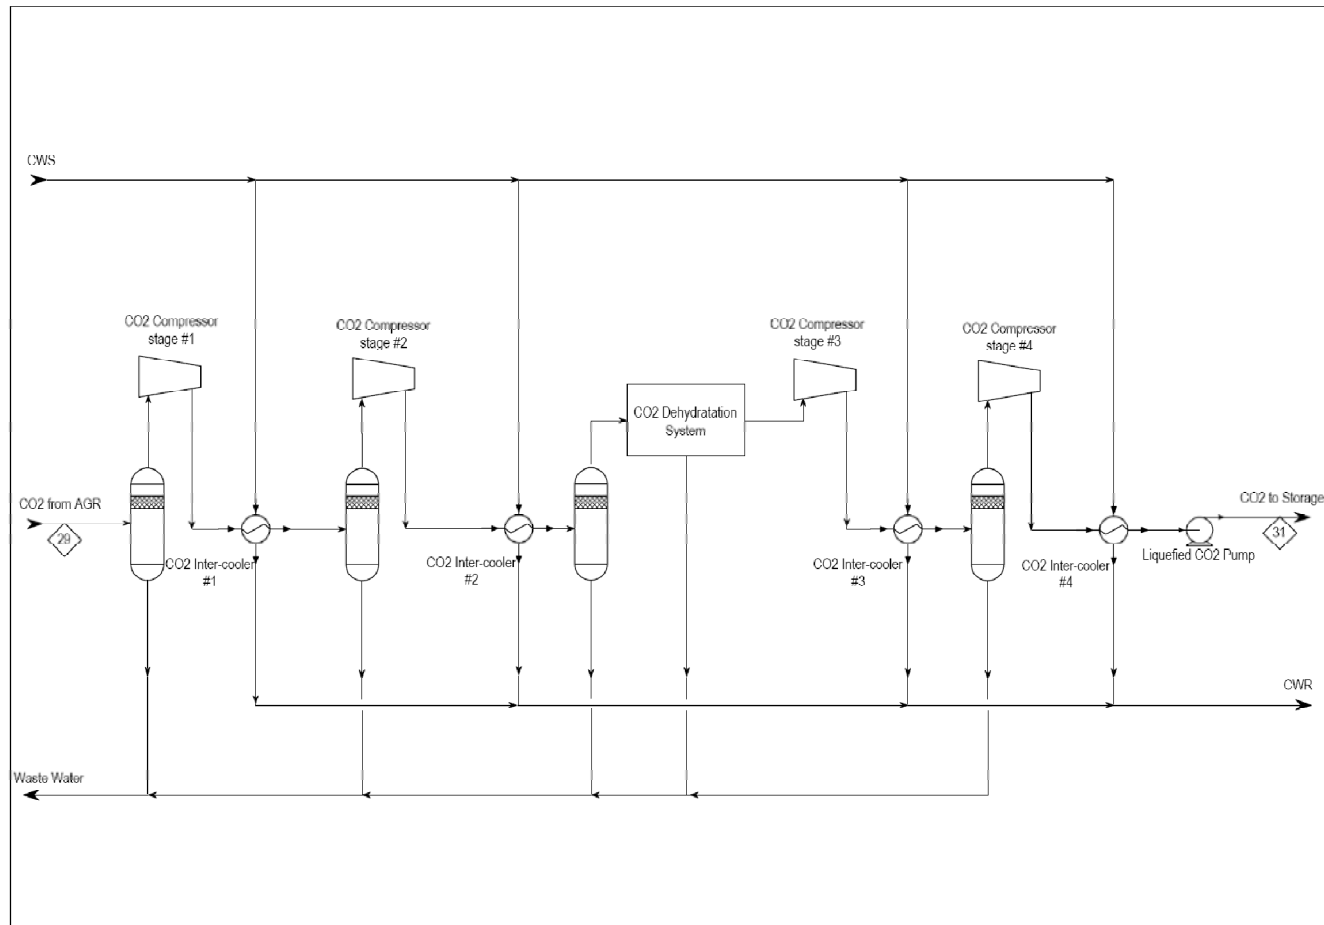 CWS
CO2 Compressor
stage #1
CO2 Compressor
stage #2
CO2 Compressor
stage #3
CO2 Compressor
stage #4
CO2 Dehydratation
System
CO2 from AGR
29
CO2 to Storage
31
CO2 Inter-cooler
#1
CO2 Inter-cooler
#2
CO2 Inter-cooler
#3
CO2 Inter-cooler
#4
Liquefied CO2 Pump
CWR
Waste Water